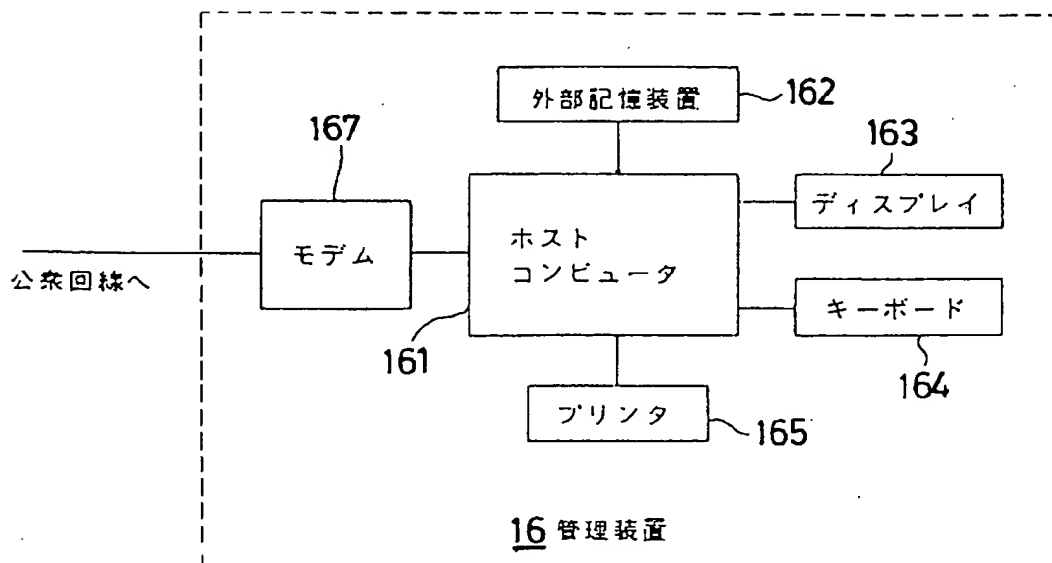 外部記憶装置
162
167
163
ディスプレイ
モデム
ホスト
コンピュータ
公衆回線へ
キーボード
161
164
プリンタ
165
16 管理装置